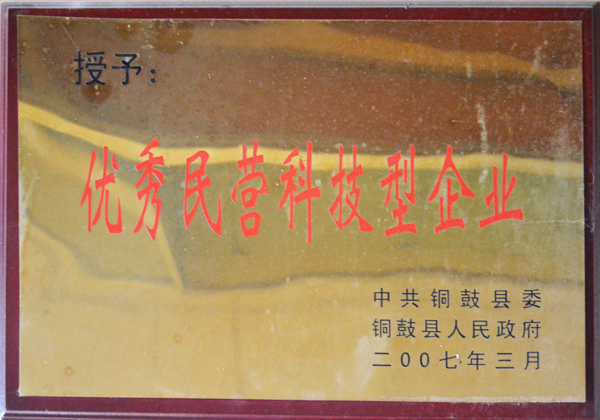 授予：
优秀民营科技型企业
中共铜鼓县委
铜鼓县人民政府
二00七年三月